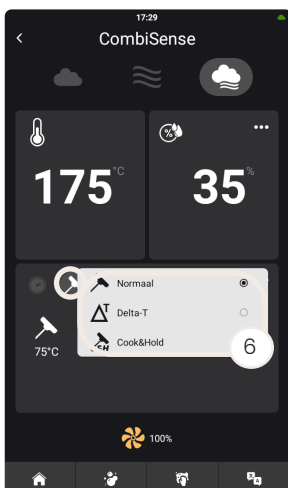 17:29
CombiSense
175 °C
35 %
Normaal
Delta-T
Cook&Hold
6
75°C
100%